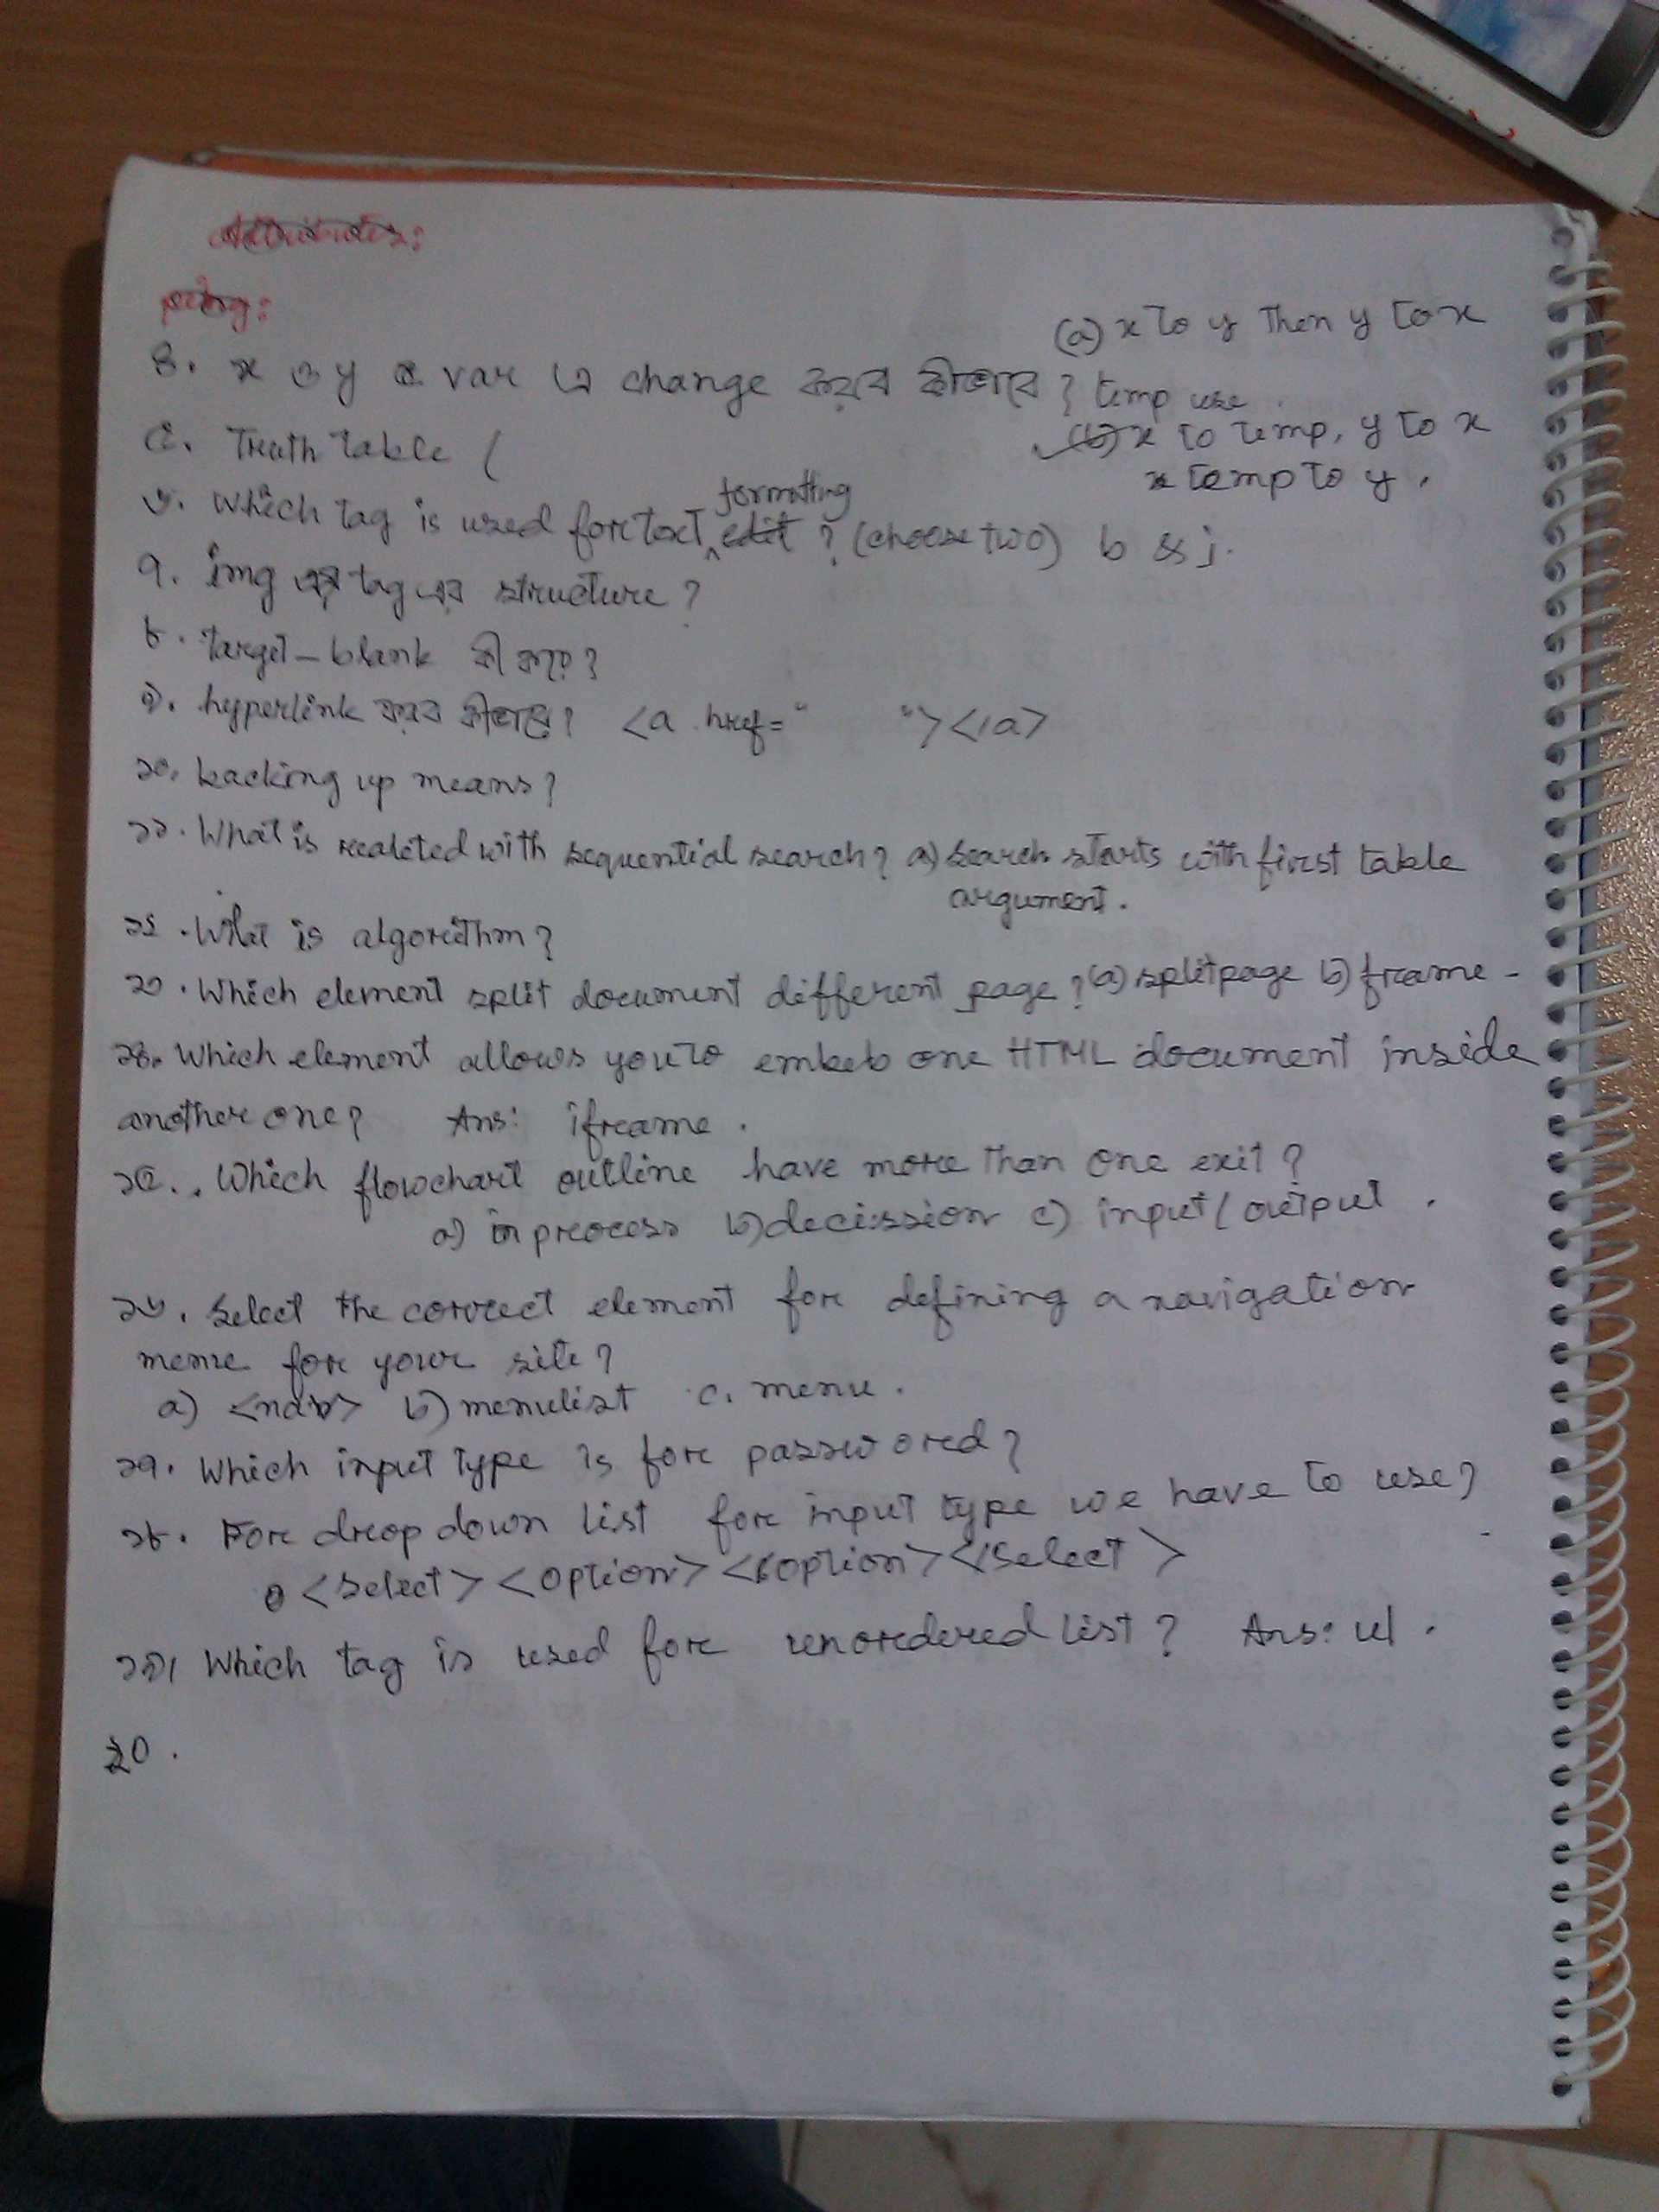 Attributes:
৪. x ও y কে var এ change করব কীভাবে? temp use.
(a) x to y then y to x
(b) x to temp, y to x
temp to y.
৫. Truth table (
৬. Which tag is used for text formatting edit ? (choose two) b & i.
৭. img tag এর structure ?
৮. target_blank কী করে?
৯. hyperlink করব কীভাবে? <a href=" "></a>
১০. backing up means?
১১. What is realeted with sequential search? a) search starts with first table
argument.
১২. What is algorithm?
১৩. Which element split document different page? (a) splitpage b) frame -
১৪. Which element allows you to embeb one HTML document inside
another one? Ans: iframe.
১৫. Which flowchart outline have more than one exit?
a) in process b) decission c) input/output.
১৬. Select the correct element for defining a navigation
menue for your site?
a) <nav> b) menulist c. menu.
১৭. Which input type is for password?
১৮. For drop down list for input type we have to use?
<select><option></option></select>
১৯। Which tag is used for unordered list? Ans: ul.
20.